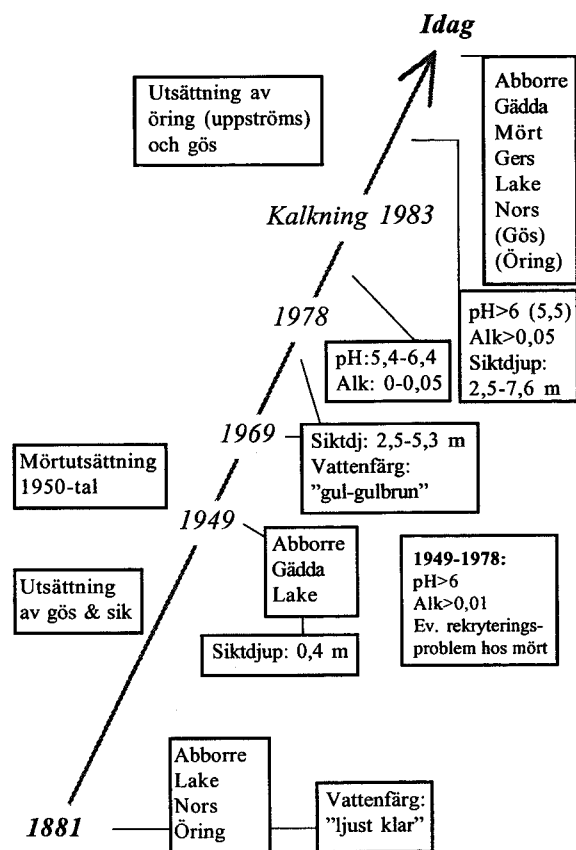 Idag
Utsättning av
öring (uppströms)
och gös
Abborre
Gädda
Mört
Gers
Lake
Nors
(Gös)
(Öring)
Kalkning 1983
pH>6 (5,5)
Alk>0,05
Siktdjup:
2,5-7,6 m
1978
pH:5,4-6,4
Alk: 0-0,05
1969
Siktdj: 2,5-5,3 m
Vattenfärg:
"gul-gulbrun"
Mörtutsättning
1950-tal
1949
Abborre
Gädda
Lake
1949-1978:
pH>6
Alk>0,01
Ev. rekryterings-
problem hos mört
Utsättning
av gös & sik
Siktdjup: 0,4 m
Abborre
Lake
Nors
Öring
Vattenfärg:
"ljust klar"
1881